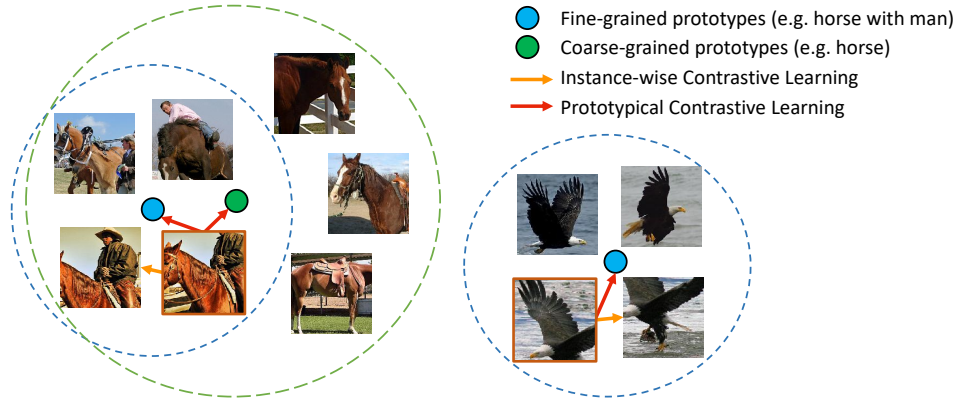 Fine-grained prototypes (e.g. horse with man)
Coarse-grained prototypes (e.g. horse)
Instance-wise Contrastive Learning
Prototypical Contrastive Learning